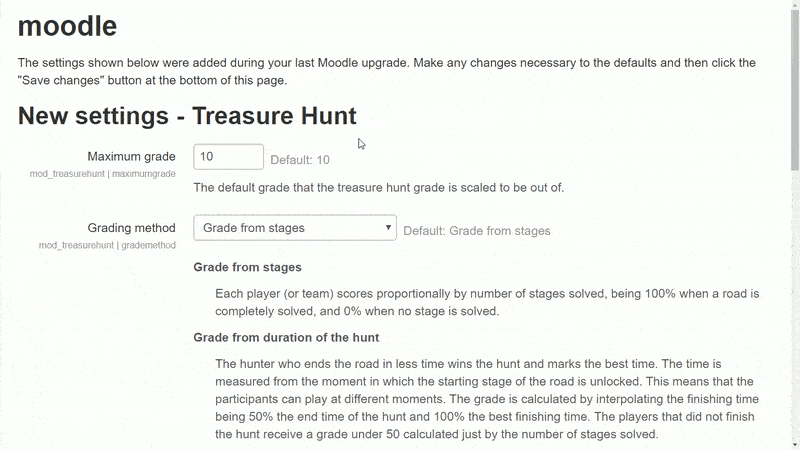 moodle
The settings shown below were added during your last Moodle upgrade. Make any changes necessary to the defaults and then click the
"Save changes" button at the bottom of this page.
New settings - Treasure Hunt
Maximum grade
10
Default: 10
mod_treasurehunt | maximumgrade
The default grade that the treasure hunt grade is scaled to be out of.
Grading method
Grade from stages
Default: Grade from stages
mod_treasurehunt | grademethod
Grade from stages
Each player (or team) scores proportionally by number of stages solved, being 100% when a road is
completely solved, and 0% when no stage is solved.
Grade from duration of the hunt
The hunter who ends the road in less time wins the hunt and marks the best time. The time is
measured from the moment in which the starting stage of the road is unlocked. This means that the
participants can play at different moments. The grade is calculated by interpolating the finishing time
being 50% the end time of the hunt and 100% the best finishing time. The players that did not finish
the hunt receive a grade under 50 calculated just by the number of stages solved.